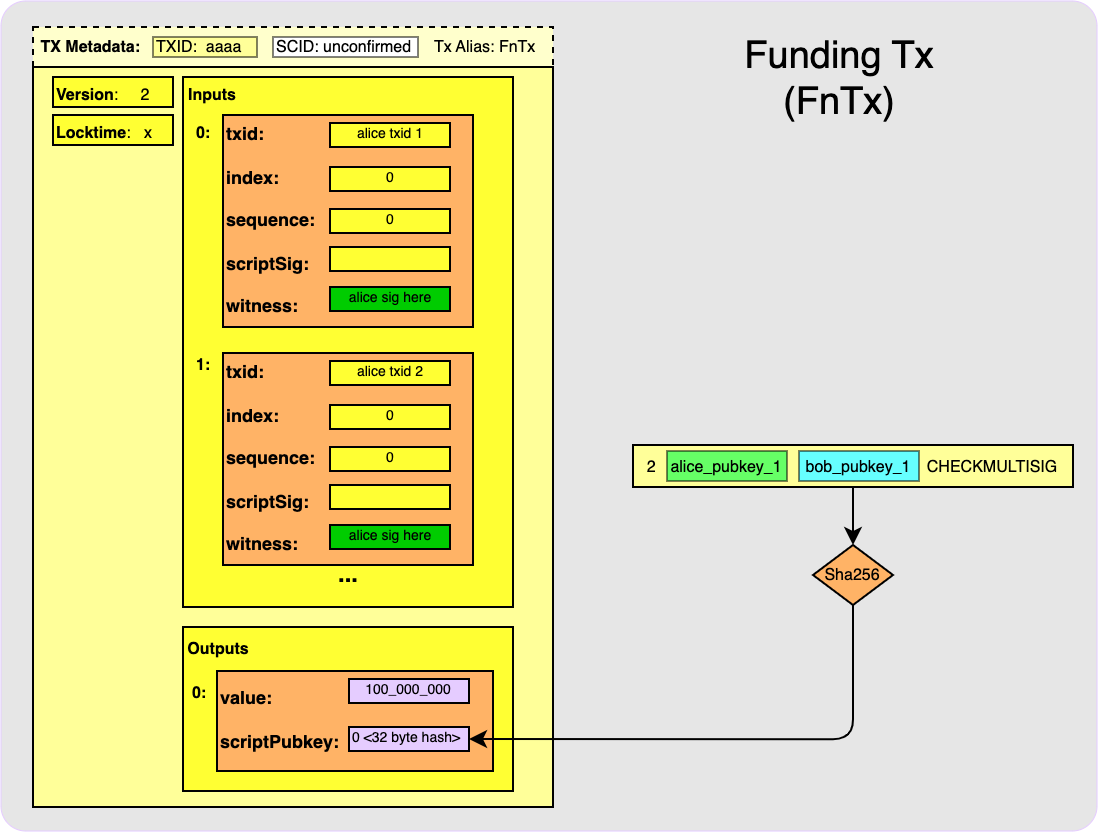 TX Metadata: TXID: aaaa SCID: unconfirmed Tx Alias: FnTx
Funding Tx
(FnTx)
Version: 2
Locktime: x
Inputs
0:
txid: alice txid 1
index: 0
sequence: 0
scriptSig:
witness: alice sig here
1:
txid: alice txid 2
index: 0
sequence: 0
scriptSig:
witness: alice sig here
...
2 alice_pubkey_1 bob_pubkey_1 CHECKMULTISIG
Sha256
Outputs
0:
value: 100_000_000
scriptPubkey: 0 <32 byte hash>